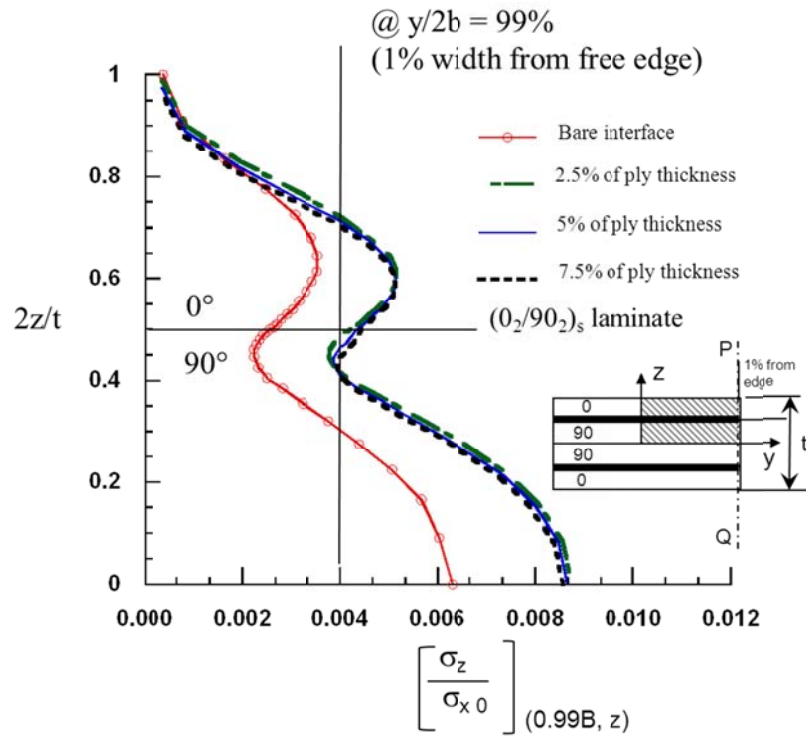 @ y/2b = 99%
(1% width from free edge)
1
0.8
0.6
0.4
0.2
0
2z/t
0°
90°
Bare interface
2.5% of ply thickness
5% of ply thickness
7.5% of ply thickness
(0₂/90₂)ₛ laminate
P
1% from
edge
z
0
90
90
0
y
t
Q
0.000
0.002
0.004
0.006
0.008
0.010
0.012
[σ_z
σ_x 0] (0.99B, z)